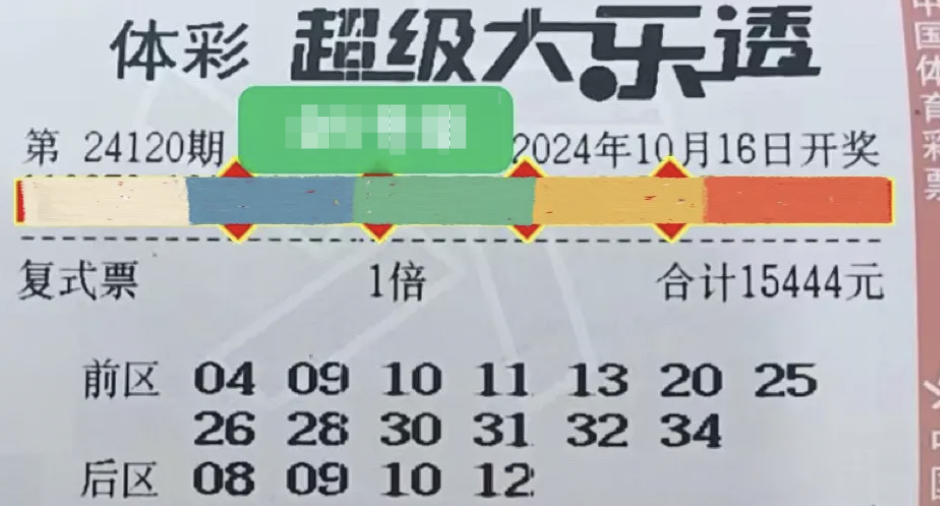 体彩 超级大乐透
第 24120期 2024年10月16日开奖
复式票 1倍 合计15444元
前区 04 09 10 11 13 20 25
26 28 30 31 32 34
后区 08 09 10 12
中国体育彩票